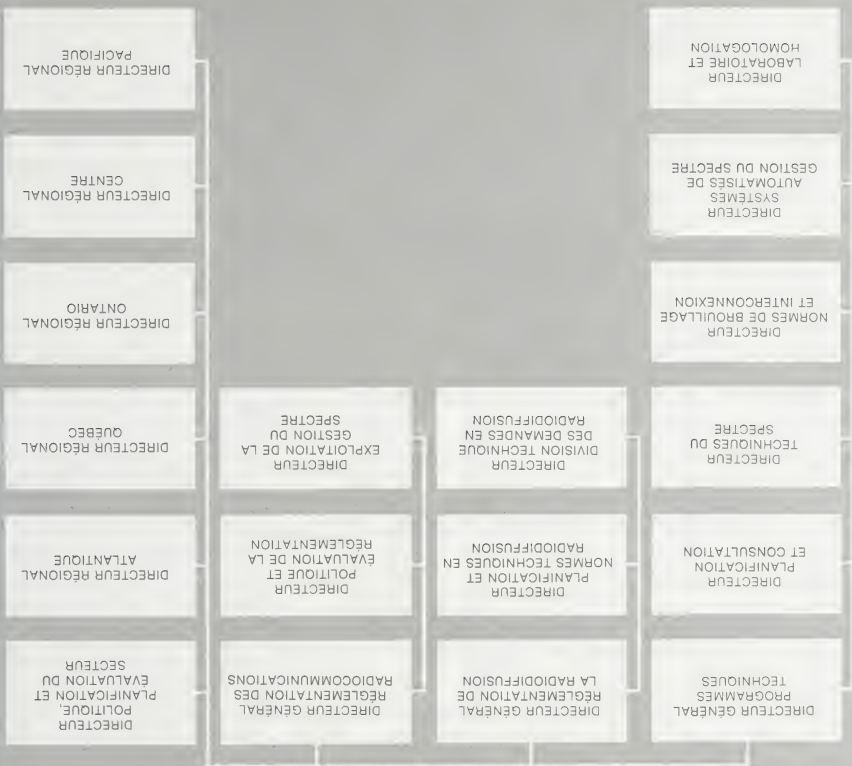 DIRECTEUR GÉNÉRAL
PROGRAMMES
TECHNIQUES
DIRECTEUR
PLANIFICATION
ET CONSULTATION
DIRECTEUR
TECHNIQUES DU
SPECTRE
DIRECTEUR
NORMES DE BROUILLAGE
ET INTERCONNEXION
DIRECTEUR
SYSTÈMES
AUTOMATISÉS DE
GESTION DU SPECTRE
DIRECTEUR
LABORATOIRE ET
HOMOLOGATION
DIRECTEUR GÉNÉRAL
RÉGLEMENTATION DE
LA RADIODIFFUSION
DIRECTEUR
PLANIFICATION ET
NORMES TECHNIQUES EN
RADIODIFFUSION
DIRECTEUR
DIVISION TECHNIQUE
DES DEMANDES EN
RADIODIFFUSION
DIRECTEUR GÉNÉRAL
RÉGLEMENTATION DES
RADIOCOMMUNICATIONS
DIRECTEUR
POLITIQUE ET
ÉVALUATION DE LA
RÉGLEMENTATION
DIRECTEUR
EXPLOITATION DE LA
GESTION DU
SPECTRE
DIRECTEUR
POLITIQUE,
PLANIFICATION ET
ÉVALUATION DU
SECTEUR
DIRECTEUR RÉGIONAL
ATLANTIQUE
DIRECTEUR RÉGIONAL
QUÉBEC
DIRECTEUR RÉGIONAL
ONTARIO
DIRECTEUR RÉGIONAL
CENTRE
DIRECTEUR RÉGIONAL
PACIFIQUE